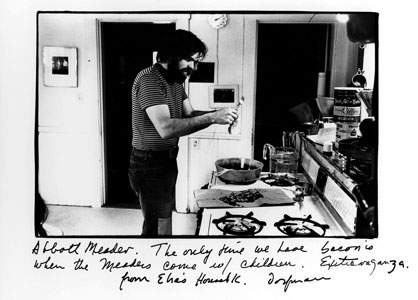 Abbott Meader. The only time we have bacon is
when the Meaders come w/ children. Extravaganza.
from Elsa's Housebk. Dorfman